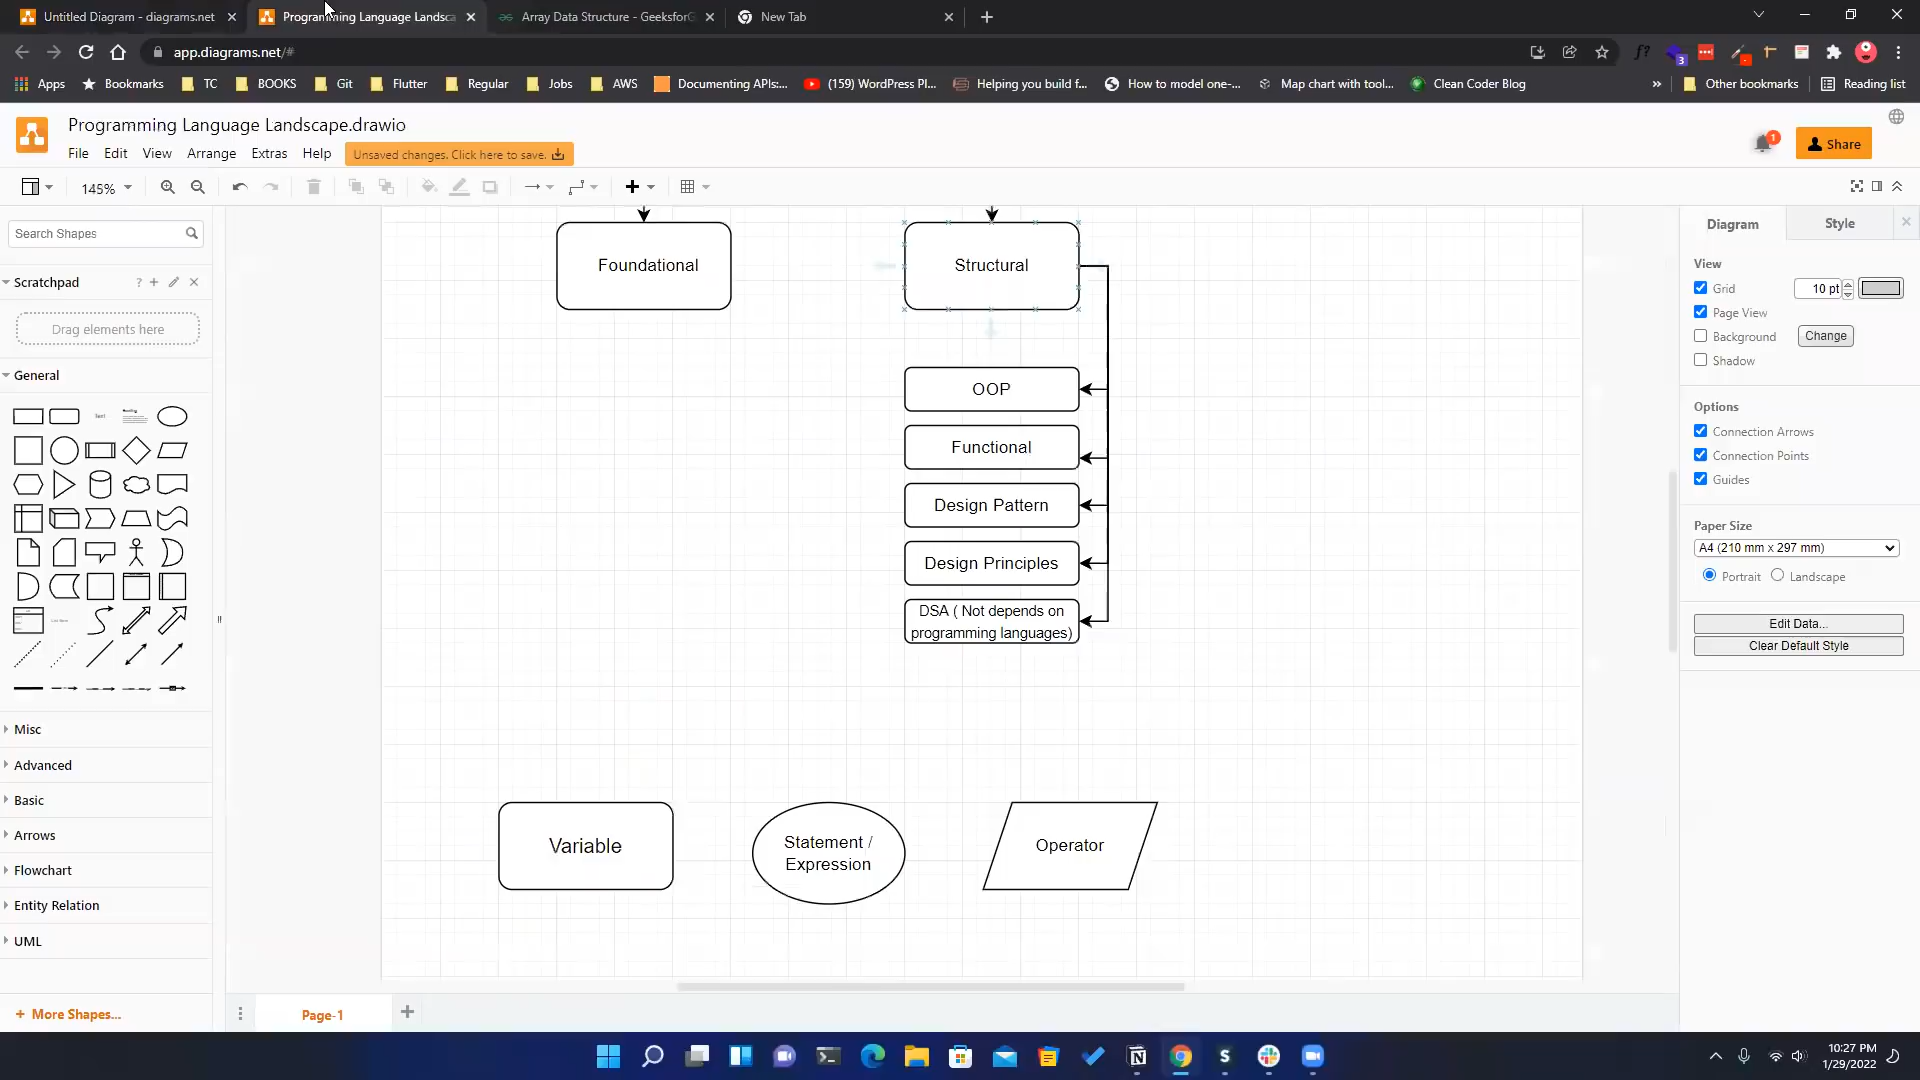 Untitled Diagram - diagrams.net
Programming Language Landsca
Array Data Structure - GeeksforG
New Tab
app.diagrams.net/#
Apps
Bookmarks
TC
BOOKS
Git
Flutter
Regular
Jobs
AWS
Documenting APIs:...
(159) WordPress Pl...
Helping you build f...
How to model one-...
Map chart with tool...
Clean Coder Blog
»
Other bookmarks
Reading list
Programming Language Landscape.drawio
File
Edit
View
Arrange
Extras
Help
Unsaved changes. Click here to save.
1
Share
145%
Search Shapes
Scratchpad
?
Drag elements here
General
Text
Heading
Misc
Advanced
Basic
Arrows
Flowchart
Entity Relation
UML
+ More Shapes...
Foundational
Structural
OOP
Functional
Design Pattern
Design Principles
DSA ( Not depends on
programming languages)
Variable
Statement /
Expression
Operator
Page-1
Diagram
Style
View
Grid
10 pt
Page View
Background
Change
Shadow
Options
Connection Arrows
Connection Points
Guides
Paper Size
A4 (210 mm x 297 mm)
Portrait
Landscape
Edit Data...
Clear Default Style
10:27 PM
1/29/2022